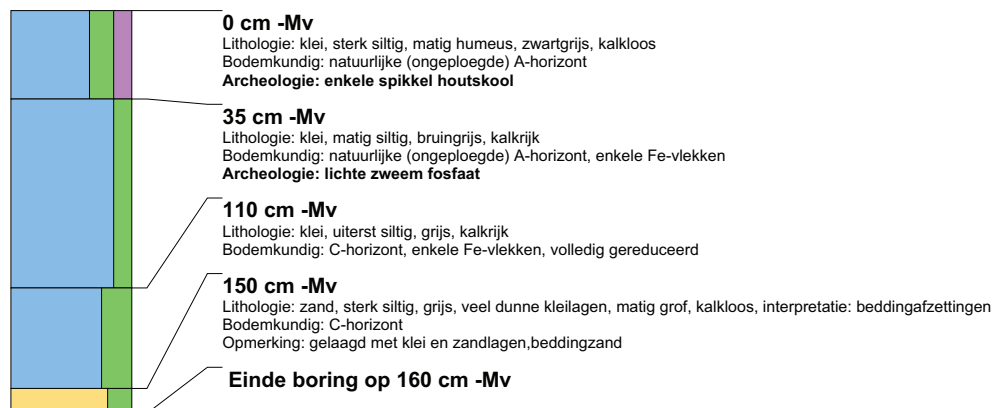 0 cm -Mv
Lithologie: klei, sterk siltig, matig humeus, zwartgrijs, kalkloos
Bodemkundig: natuurlijke (ongeploegde) A-horizont
Archeologie: enkele spikkel houtskool
35 cm -Mv
Lithologie: klei, matig siltig, bruingrijs, kalkrijk
Bodemkundig: natuurlijke (ongeploegde) A-horizont, enkele Fe-vlekken
Archeologie: lichte zweem fosfaat
110 cm -Mv
Lithologie: klei, uiterst siltig, grijs, kalkrijk
Bodemkundig: C-horizont, enkele Fe-vlekken, volledig gereduceerd
150 cm -Mv
Lithologie: zand, sterk siltig, grijs, veel dunne kleilagen, matig grof, kalkloos, interpretatie: beddingafzettingen
Bodemkundig: C-horizont
Opmerking: gelaagd met klei en zandlagen,beddingzand
Einde boring op 160 cm -Mv